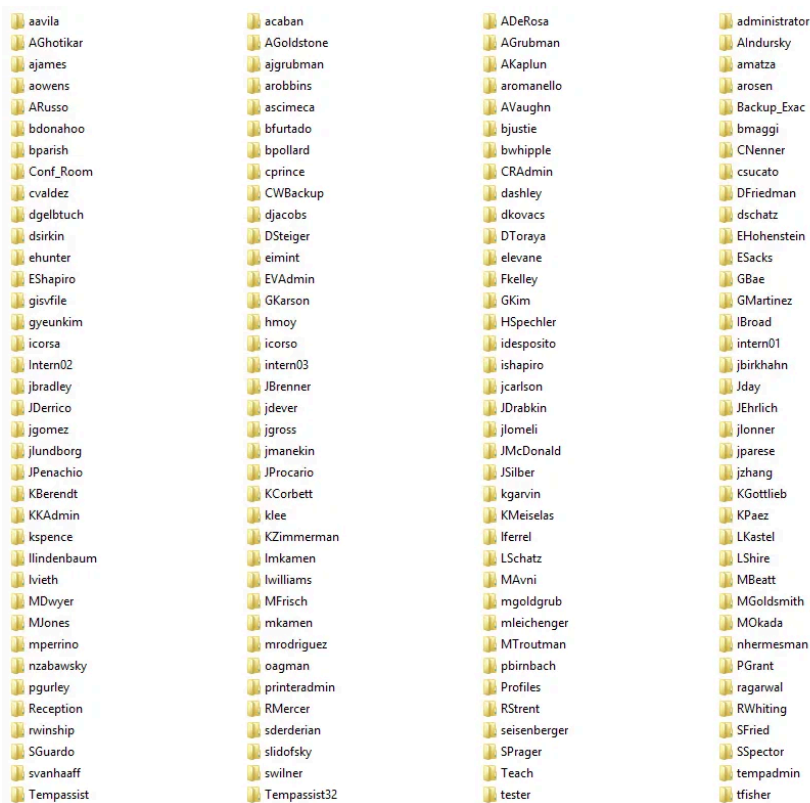 aavila acaban ADeRosa administrator
AGhotikar AGoldstone AGrubman AIndursky
ajames ajgrubman AKaplun amatza
aowens arobbins aromanello arosen
ARusso ascimeca AVaughn Backup_Exac
bdonahoo bfurtado bjustie bmaggi
bparish bpollard bwhipple CNenner
Conf_Room cprince CRAdmin csucato
cvaldez CWBackup dashley DFriedman
dgelbtuch djacobs dkovacs dschatz
dsirkin DSteiger DToraya EHohenstein
ehunter eimint elevane ESacks
EShapiro EVAdmin Fkelley GBae
gisvfile GKarson GKim GMartinez
gyeunkim hmoy HSpechler IBroad
icorsa icorso idesposito intern01
Intern02 intern03 ishapiro jbirkhahn
jbradley JBrenner jcarlson Jday
JDerrico jdever JDrabkin JEhrlich
jgomez jgross jlomeli jlonner
jlundborg jmanekin JMcDonald jparese
JPenachio JProcario JSilber jzhang
KBerendt KCorbett kgarvin KGottlieb
KKAdmin klee KMeiselas KPaez
kspence KZimmerman lferrel LKastel
llindenbaum lmkamen LSchatz LShire
lvieth lwilliams MAvni MBeatt
MDwyer MFrisch mgoldgrub MGoldsmith
MJones mkamen mleichenger MOkada
mperrino mrodriguez MTroutman nhermesman
nzabawsky oagman pbirnbach PGrant
pgurley printeradmin Profiles ragarwal
Reception RMercer RStrent RWhiting
rwinship sderderian seisenberger SFried
SGuardo slidofsky SPrager SSpector
svanhaaff swilner Teach tempadmin
Tempassist Tempassist32 tester tfisher